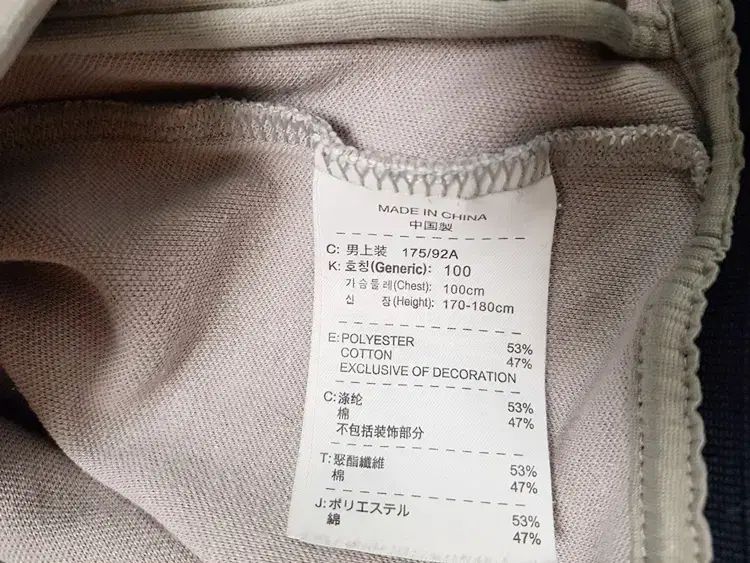 MADE IN CHINA
中国製
C: 男上装 175/92A
K: 호칭(Generic): 100
가슴둘레(Chest): 100cm
신 장(Height): 170-180cm
E: POLYESTER 53%
COTTON 47%
EXCLUSIVE OF DECORATION
C: 涤纶 53%
棉 47%
不包括装饰部分
T: 聚酯纖維 53%
棉 47%
J: ポリエステル 53%
綿 47%